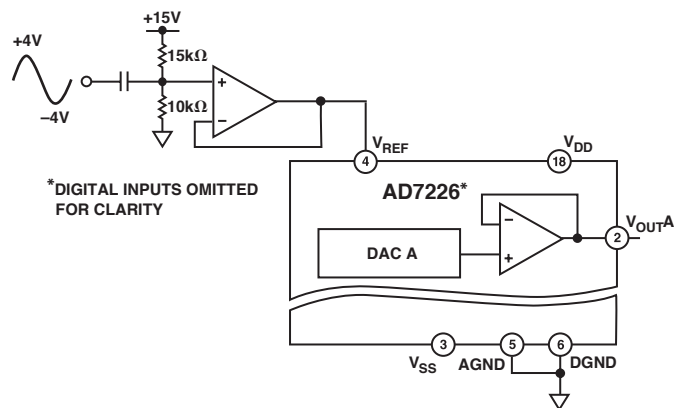 +15V
+4V
15kΩ
+
10kΩ
–
–4V
VREF
VDD
4
18
*DIGITAL INPUTS OMITTED
FOR CLARITY
AD7226*
–
VOUTA
2
DAC A
+
3
5
6
VSS
AGND
DGND